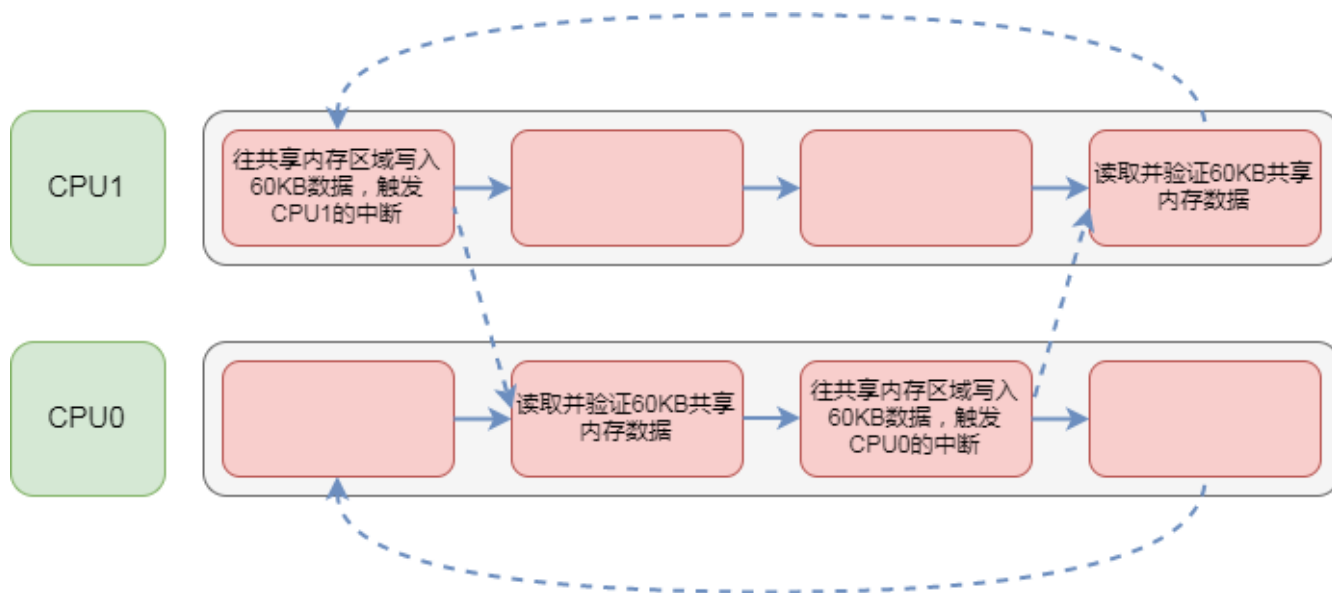 CPU1
往共享内存区域写入
60KB数据，触发
CPU1的中断
读取并验证60KB共享
内存数据
CPU0
读取并验证60KB共享
内存数据
往共享内存区域写入
60KB数据，触发
CPU0的中断